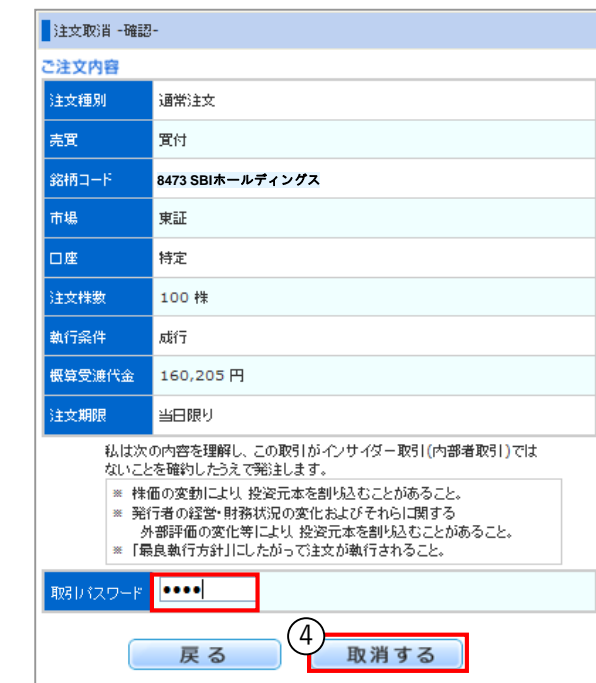 注文取消 -確認-
ご注文内容
注文種別 通常注文
売買 買付
銘柄コード 8473 SBIホールディングス
市場 東証
口座 特定
注文株数 100 株
執行条件 成行
概算受渡代金 160,205 円
注文期限 当日限り
私は次の内容を理解し、この取引がインサイダー取引(内部者取引)では
ないことを確約したうえで発注します。
※ 株価の変動により、投資元本を割り込むことがあること。
※ 発行者の経営・財務状況の変化およびそれらに関する
外部評価の変化等により、投資元本を割り込むことがあること。
※ 「最良執行方針」にしたがって注文が執行されること。
取引パスワード ●●●●
④
戻る 取消する